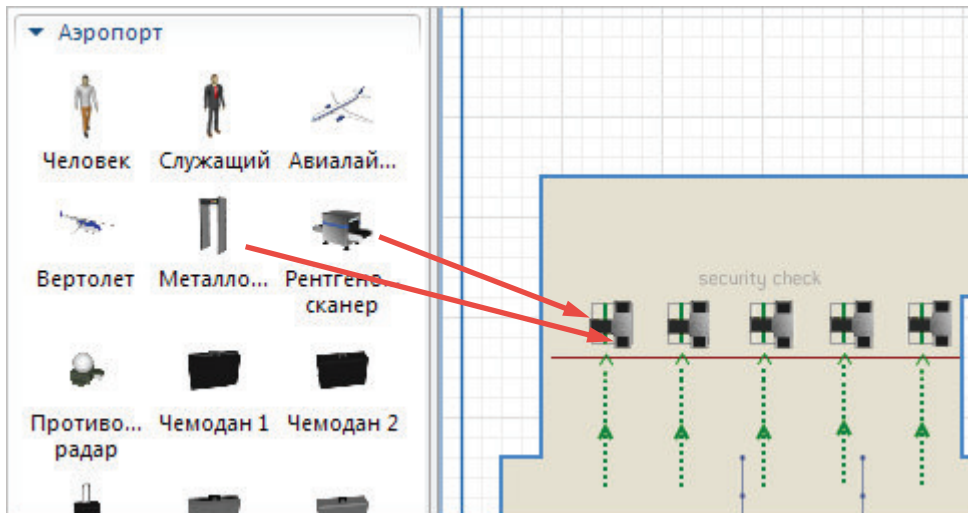 Аэропорт
Человек Служащий Авиалай...
Вертолет Металло... Рентгено...
сканер
security check
Противо... Чемодан 1 Чемодан 2
радар